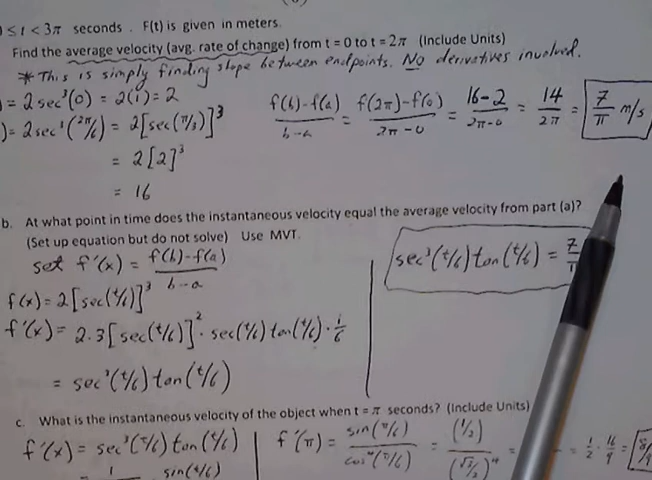 ≤ t < 3π seconds . F(t) is given in meters.
Find the average velocity (avg. rate of change) from t = 0 to t = 2π (Include Units)
* This is simply finding slope between endpoints. No derivatives involved.
= 2 sec³(0) = 2(1) = 2
) = 2 sec³(2π/6) = 2[sec(π/3)]³
= 2[2]³
= 16
f(b)-f(a)/b-a = f(2π)-f(0)/2π-0 = 16-2/2π-0 = 14/2π = 7/π m/s
b. At what point in time does the instantaneous velocity equal the average velocity from part (a)?
(Set up equation but do not solve) Use MVT.
set f'(x) = f(b)-f(a)/b-a
f(x) = 2[sec(t/6)]³
f'(x) = 2·3[sec(t/6)]²· sec(t/6) tan(t/6) · 1/6
= sec³(t/6) tan(t/6)
sec³(t/6) tan(t/6) = 7/
c. What is the instantaneous velocity of the object when t = π seconds? (Include Units)
f'(x) = sec³(t/6) tan(t/6)
= 1 sin(t/6)
f'(π) = sin(π/6)/cos⁴(π/6) = (1/2)/(√3/2)⁴ = = 1/2 · 16/9 = 8/9